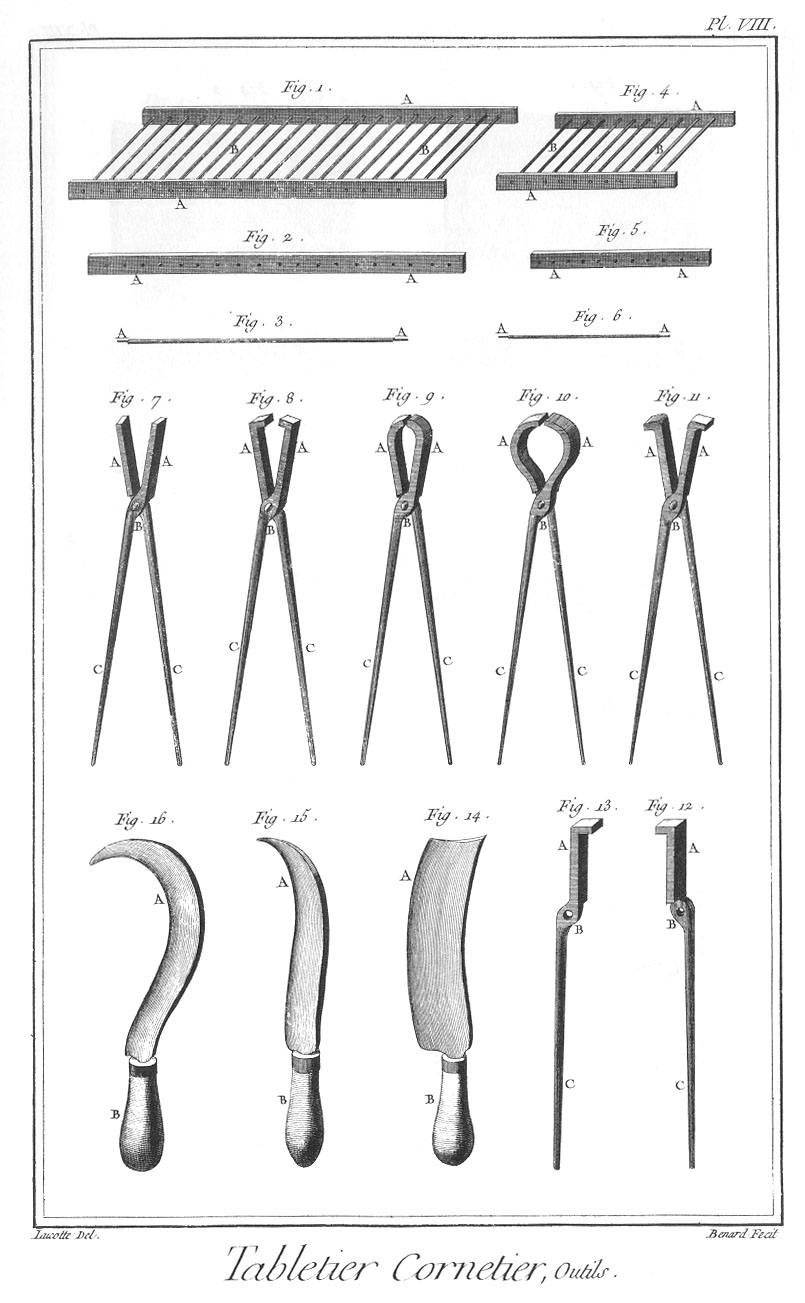 Pl. VIII.
Fig. 1. Fig. 4
A A
B B B B
A A
Fig. 2. Fig. 5.
A A A A
Fig. 3. Fig. 6.
A A A A
Fig. 7. Fig. 8. Fig. 9. Fig. 10. Fig. 11.
A A A A A A A A A A
B B B B B
C C C C C C C C C C
Fig. 16. Fig. 15. Fig. 14. Fig. 13. Fig. 12.
A A A A A
B B
C C
B B B
Lucotte Del. Benard Fecit
Tabletier Cornetier, Outils.